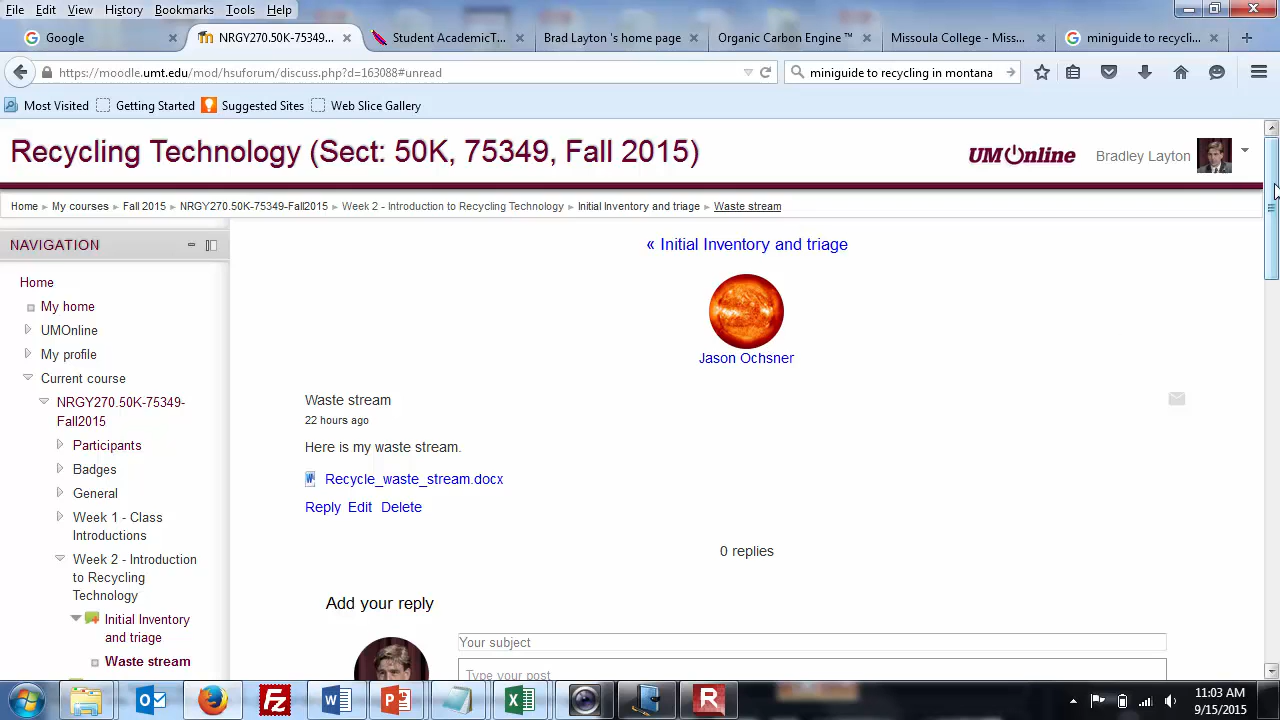 File Edit View History Bookmarks Tools Help
Google
NRGY270.50K-75349...
Student AcademicT...
Brad Layton 's home page
Organic Carbon Engine ™
Missoula College - Miss...
miniguide to recycli...
https://moodle.umt.edu/mod/hsuforum/discuss.php?d=163088#unread
miniguide to recycling in montana
Most Visited Getting Started Suggested Sites Web Slice Gallery
Recycling Technology (Sect: 50K, 75349, Fall 2015)
UMOnline
Bradley Layton
Home ► My courses ► Fall 2015 ► NRGY270.50K-75349-Fall2015 ► Week 2 - Introduction to Recycling Technology ► Initial Inventory and triage ► Waste stream
NAVIGATION
Home
My home
UMOnline
My profile
Current course
NRGY270.50K-75349-
Fall2015
Participants
Badges
General
Week 1 - Class
Introductions
Week 2 - Introduction
to Recycling
Technology
Initial Inventory
and triage
Waste stream
« Initial Inventory and triage
Jason Ochsner
Waste stream
22 hours ago
Here is my waste stream.
Recycle_waste_stream.docx
Reply Edit Delete
0 replies
Add your reply
Your subject
Type your post
11:03 AM
9/15/2015